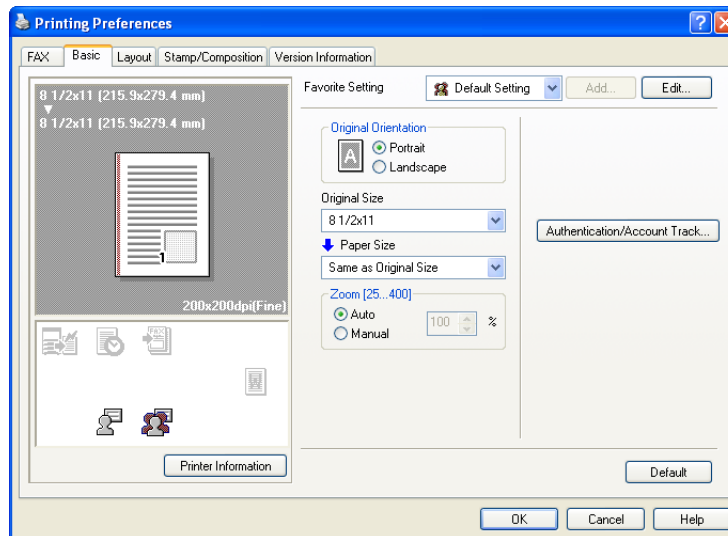 Printing Preferences
FAX Basic Layout Stamp/Composition Version Information
8 1/2x11 (215.9x279.4 mm)
8 1/2x11 (215.9x279.4 mm)
1
200x200dpi(Fine)
Printer Information
Favorite Setting Default Setting Add... Edit...
Original Orientation
A
Portrait
Landscape
Original Size
8 1/2x11
Paper Size
Same as Original Size
Zoom [25...400]
Auto
Manual
100 %
Authentication/Account Track...
Default
OK Cancel Help